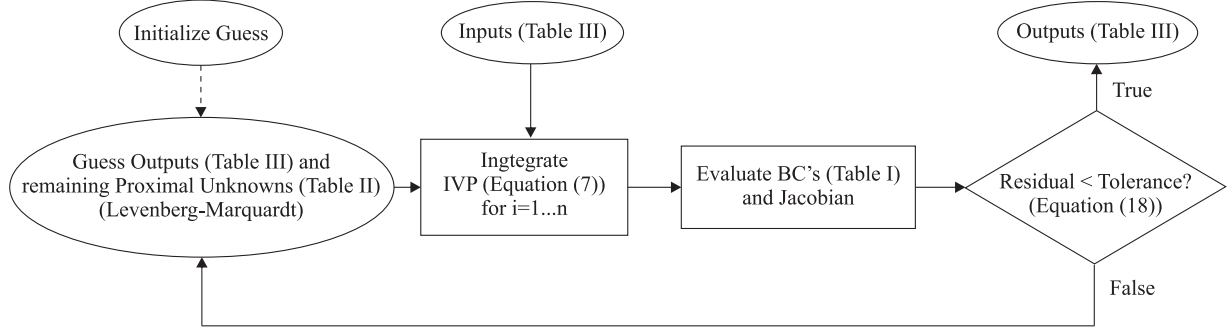 Initialize Guess
Inputs (Table III)
Outputs (Table III)
True
Guess Outputs (Table III) and
remaining Proximal Unknowns (Table II)
(Levenberg-Marquardt)
Ingtegrate
IVP (Equation (7))
for i=1...n
Evaluate BC's (Table I)
and Jacobian
Residual < Tolerance?
(Equation (18))
False